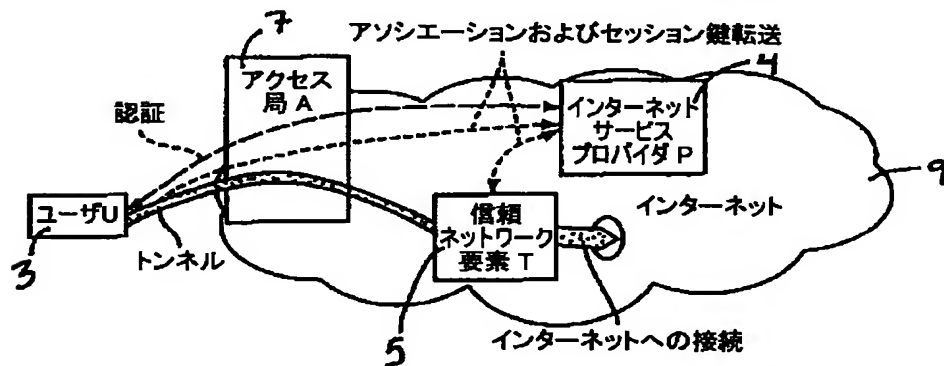 7
アソシエーションおよびセッション鍵転送
アクセス
局 A
4
インターネット
サービス
プロバイダ P
認証
9
インターネット
ユーザU
3
トンネル
信頼
ネットワーク
要素 T
5
インターネットへの接続